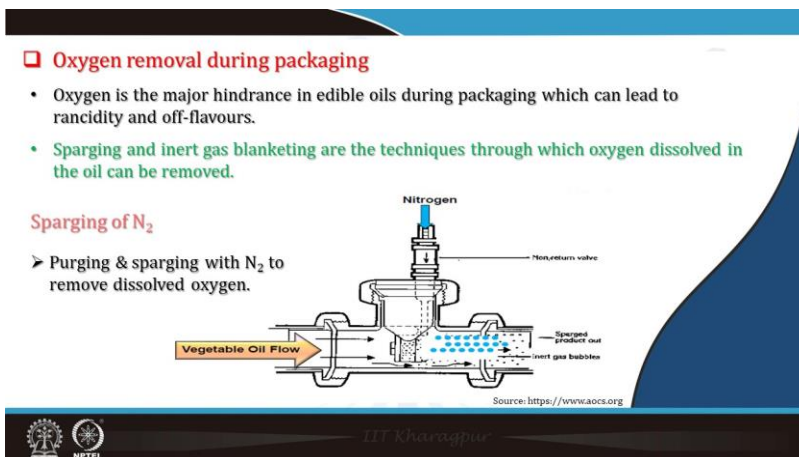 Oxygen removal during packaging
• Oxygen is the major hindrance in edible oils during packaging which can lead to
rancidity and off-flavours.
• Sparging and inert gas blanketing are the techniques through which oxygen dissolved in
the oil can be removed.
Nitrogen
Sparging of N₂
Non,return valve
➤ Purging & sparging with N₂ to
remove dissolved oxygen.
Sparged
product out
Vegetable Oil Flow
Inert gas bubbles
Source: https://www.aocs.org
IIT Kharagpur
NPTEL